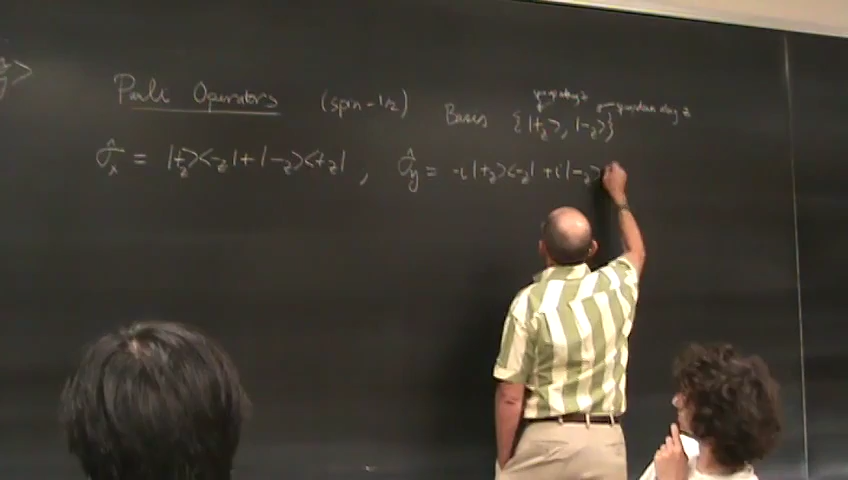 Pauli Operators (spin-1/2) Basis {|+z>, |-z>}
σ̂x = |+z><-z| + |-z><+z| , σ̂y = -i|+z><-z| + i|-z>